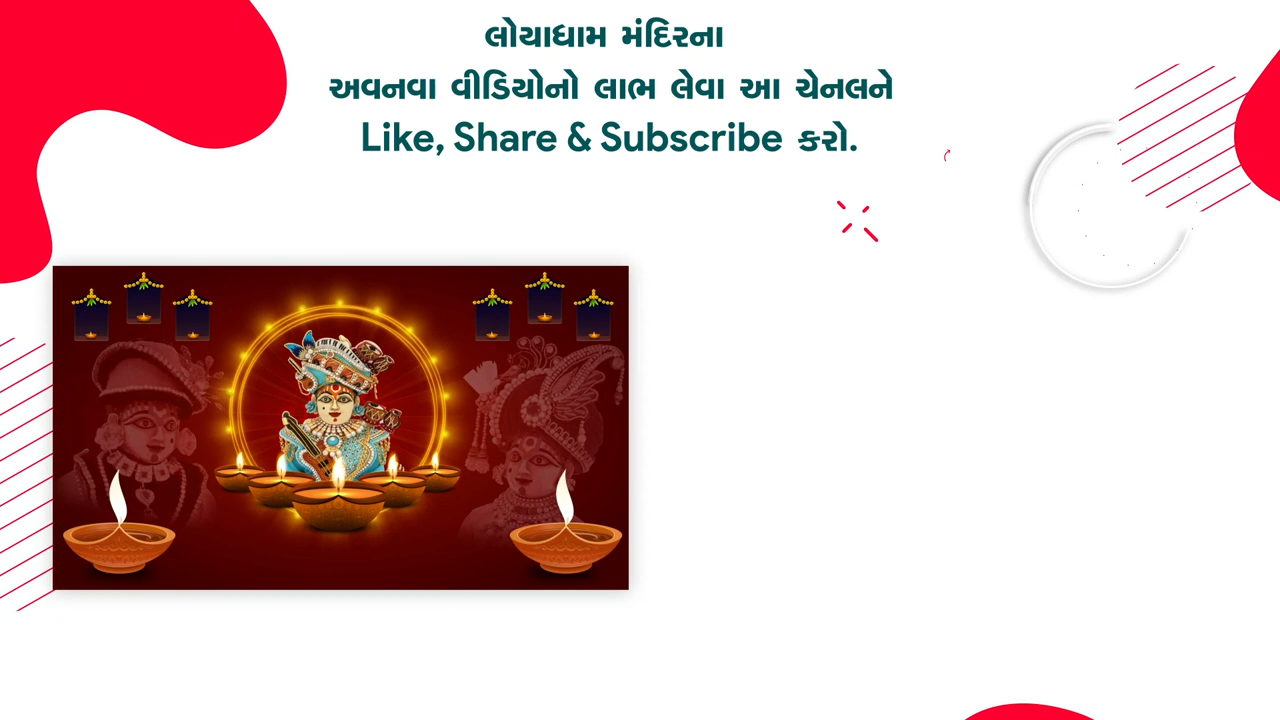 લોયાધામ મંદિરના
અવનવા વીડિયોનો લાભ લેવા આ ચેનલને
Like, Share & Subscribe કરો.